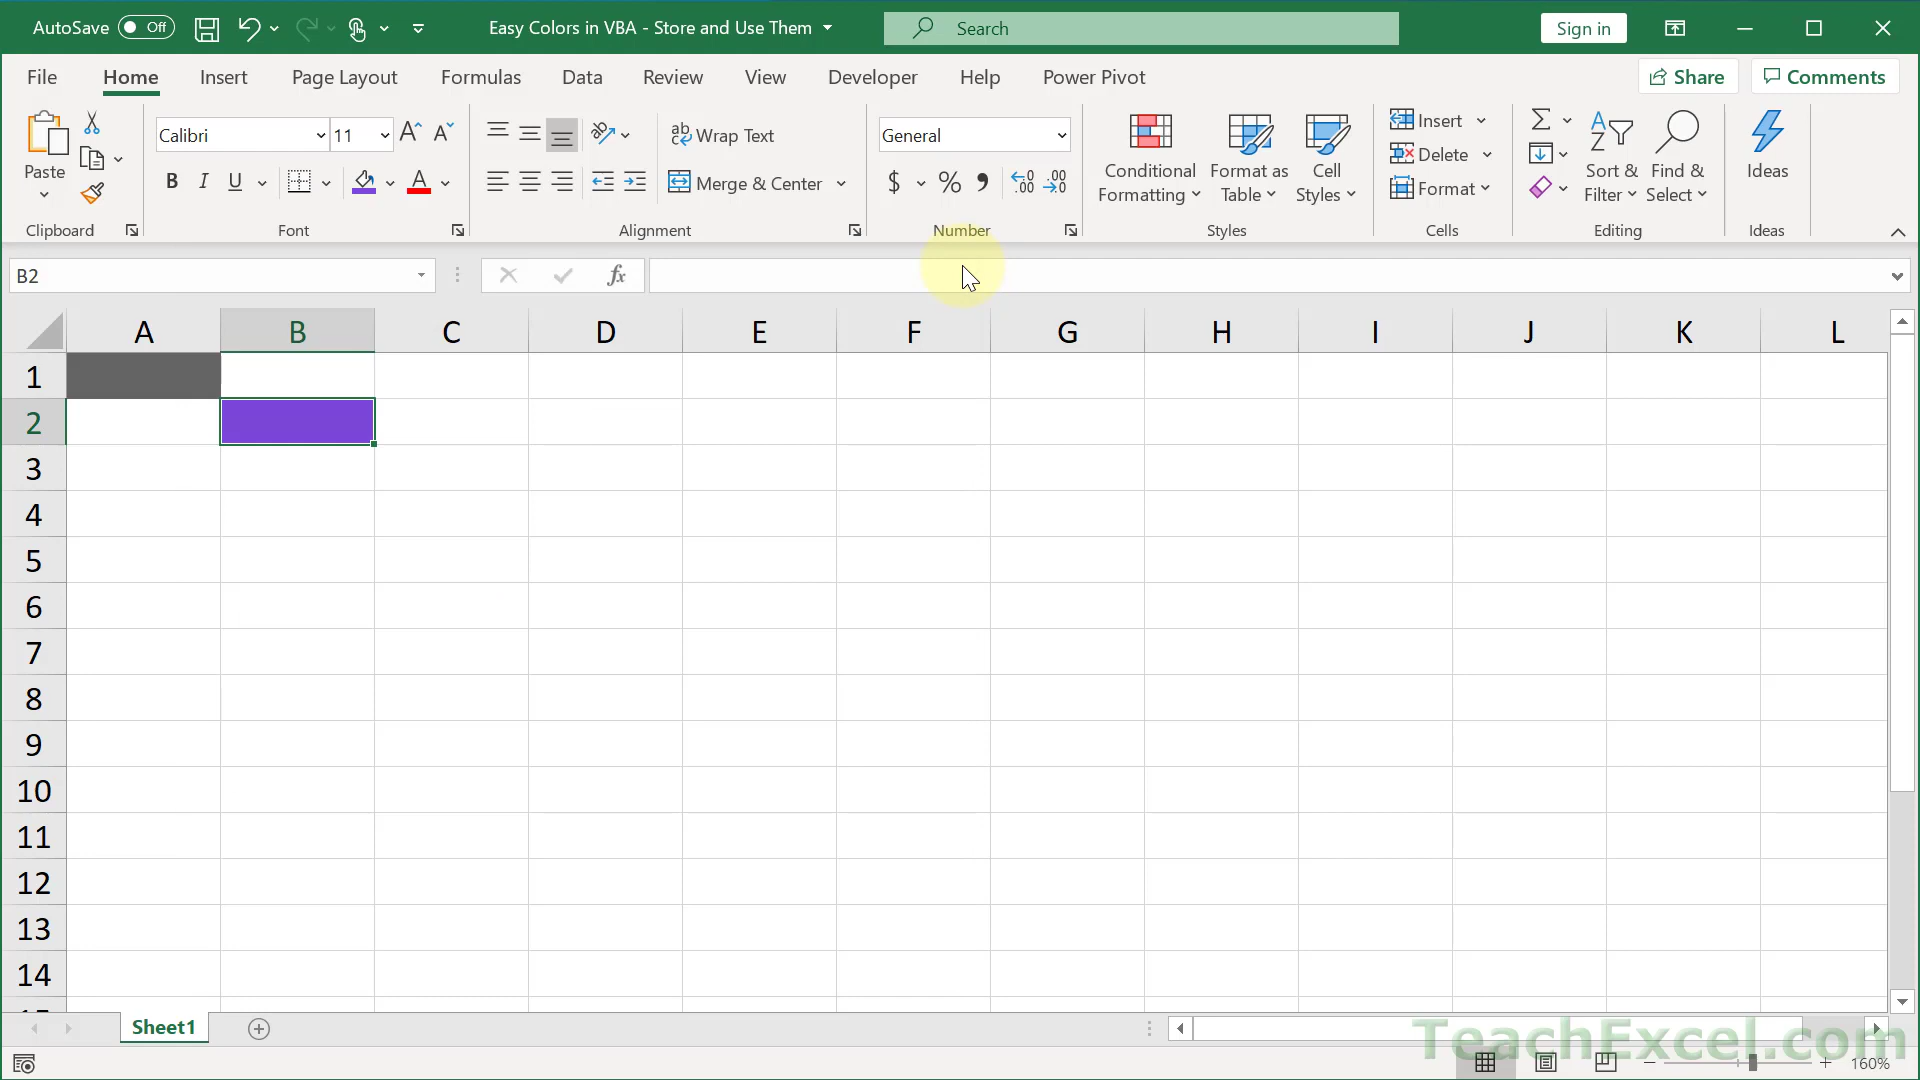 AutoSave Off Easy Colors in VBA - Store and Use Them Search Sign in
File Home Insert Page Layout Formulas Data Review View Developer Help Power Pivot Share Comments
Paste
Clipboard
Calibri 11
B I U
Font
ab Wrap Text
Merge & Center
Alignment
General
$ % 9 .00 .00
Number
Conditional Formatting
Format as Table
Cell Styles
Styles
Insert
Delete
Format
Cells
Sort & Filter
Find & Select
Editing
Ideas
Ideas
B2 fx
A B C D E F G H I J K L
1
2
3
4
5
6
7
8
9
10
11
12
13
14
Sheet1
TeachExcel.com
160%